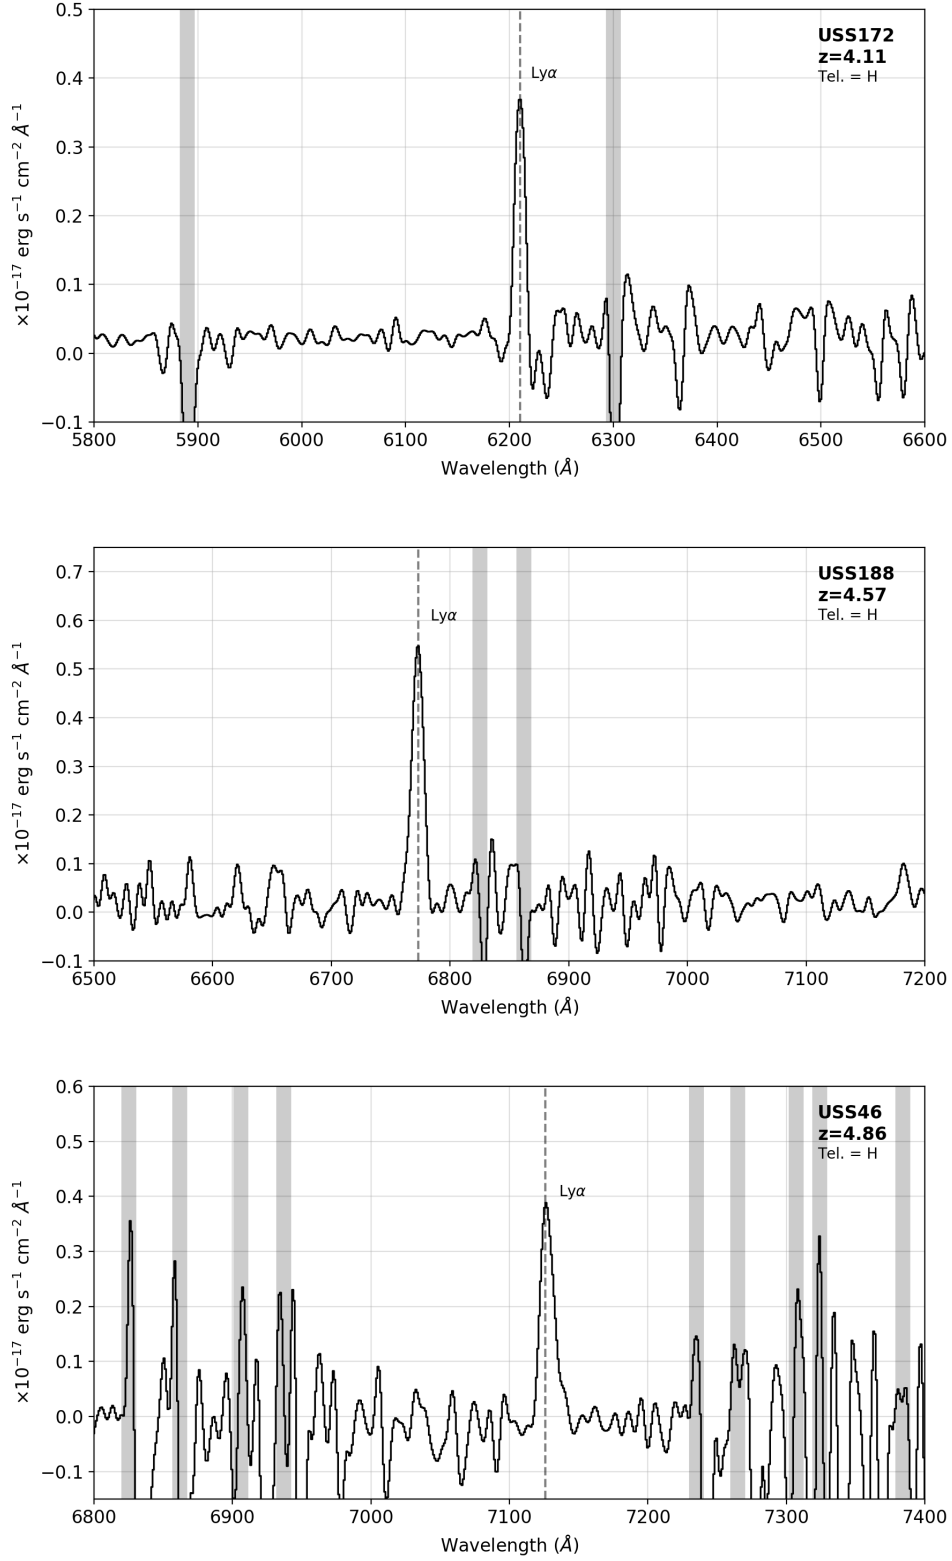 0.5
USS172
z=4.11
Tel. = H
0.4
Lyα
0.3
0.2
0.1
0.0
−0.1
×10⁻¹⁷ erg s⁻¹ cm⁻² Å⁻¹
5800 5900 6000 6100 6200 6300 6400 6500 6600
Wavelength (Å)
0.7
USS188
z=4.57
Tel. = H
0.6
Lyα
0.5
0.4
0.3
0.2
0.1
0.0
−0.1
×10⁻¹⁷ erg s⁻¹ cm⁻² Å⁻¹
6500 6600 6700 6800 6900 7000 7100 7200
Wavelength (Å)
0.6
USS46
z=4.86
Tel. = H
0.5
0.4
Lyα
0.3
0.2
0.1
0.0
−0.1
×10⁻¹⁷ erg s⁻¹ cm⁻² Å⁻¹
6800 6900 7000 7100 7200 7300 7400
Wavelength (Å)